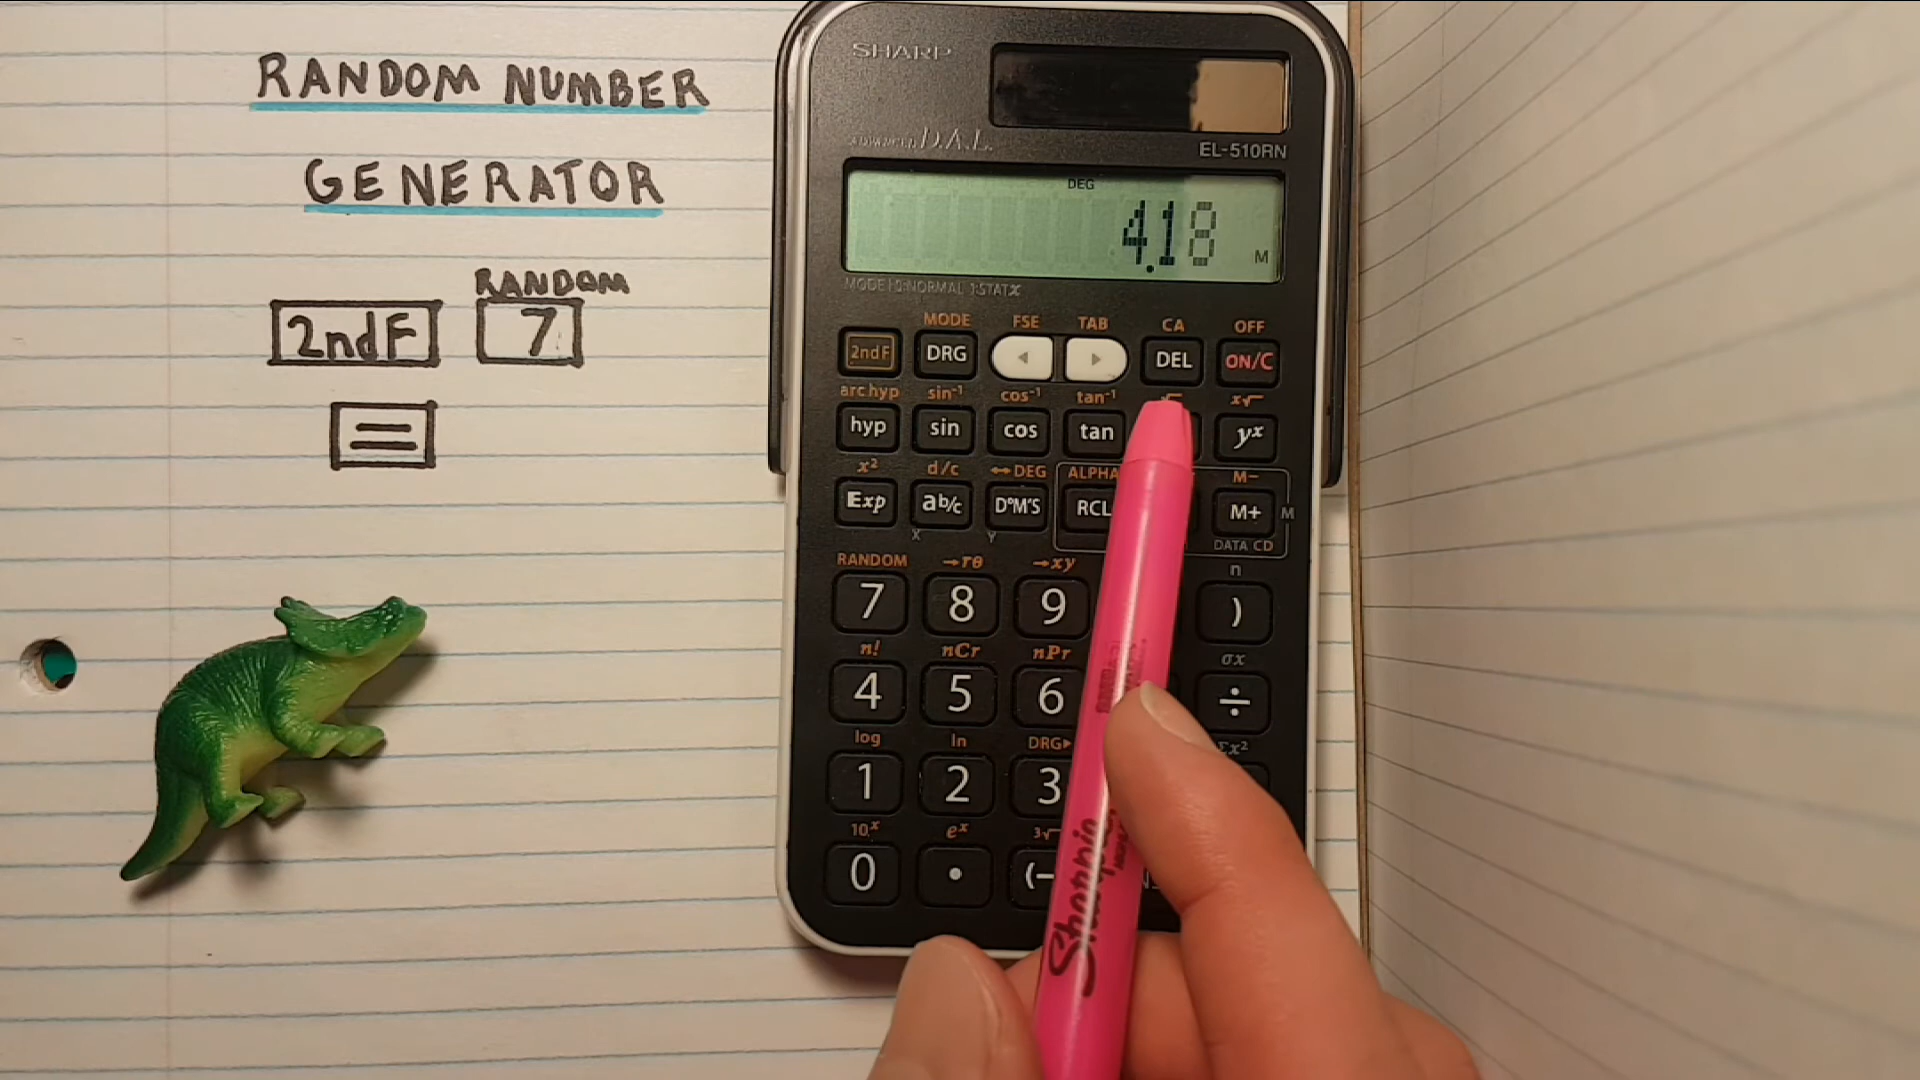 RANDOM NUMBER
GENERATOR
RANDOM
2ndF 7
=
SHARP
ADVANCED D.A.L.
EL-510RN
DEG
4.18
M
MODE 0:NORMAL 1:STAT x
MODE FSE TAB CA OFF
2ndF DRG ◂ ▸ DEL ON/C
arc hyp sin⁻¹ cos⁻¹ tan⁻¹ √ x√
hyp sin cos tan yˣ
x² d/c ↔DEG ALPHA M−
Exp ab/c D°M'S RCL M+ M
X Y DATA CD
RANDOM →rθ →xy n
7 8 9 )
n! nCr nPr σx
4 5 6 ÷
log ln DRG▸ Σx²
1 2 3
10ˣ eˣ ³√
0 • (−
Sharpie